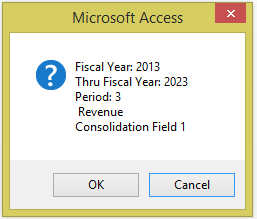 Microsoft Access
Fiscal Year: 2013
Thru Fiscal Year: 2023
Period: 3
Revenue
Consolidation Field 1
OK
Cancel